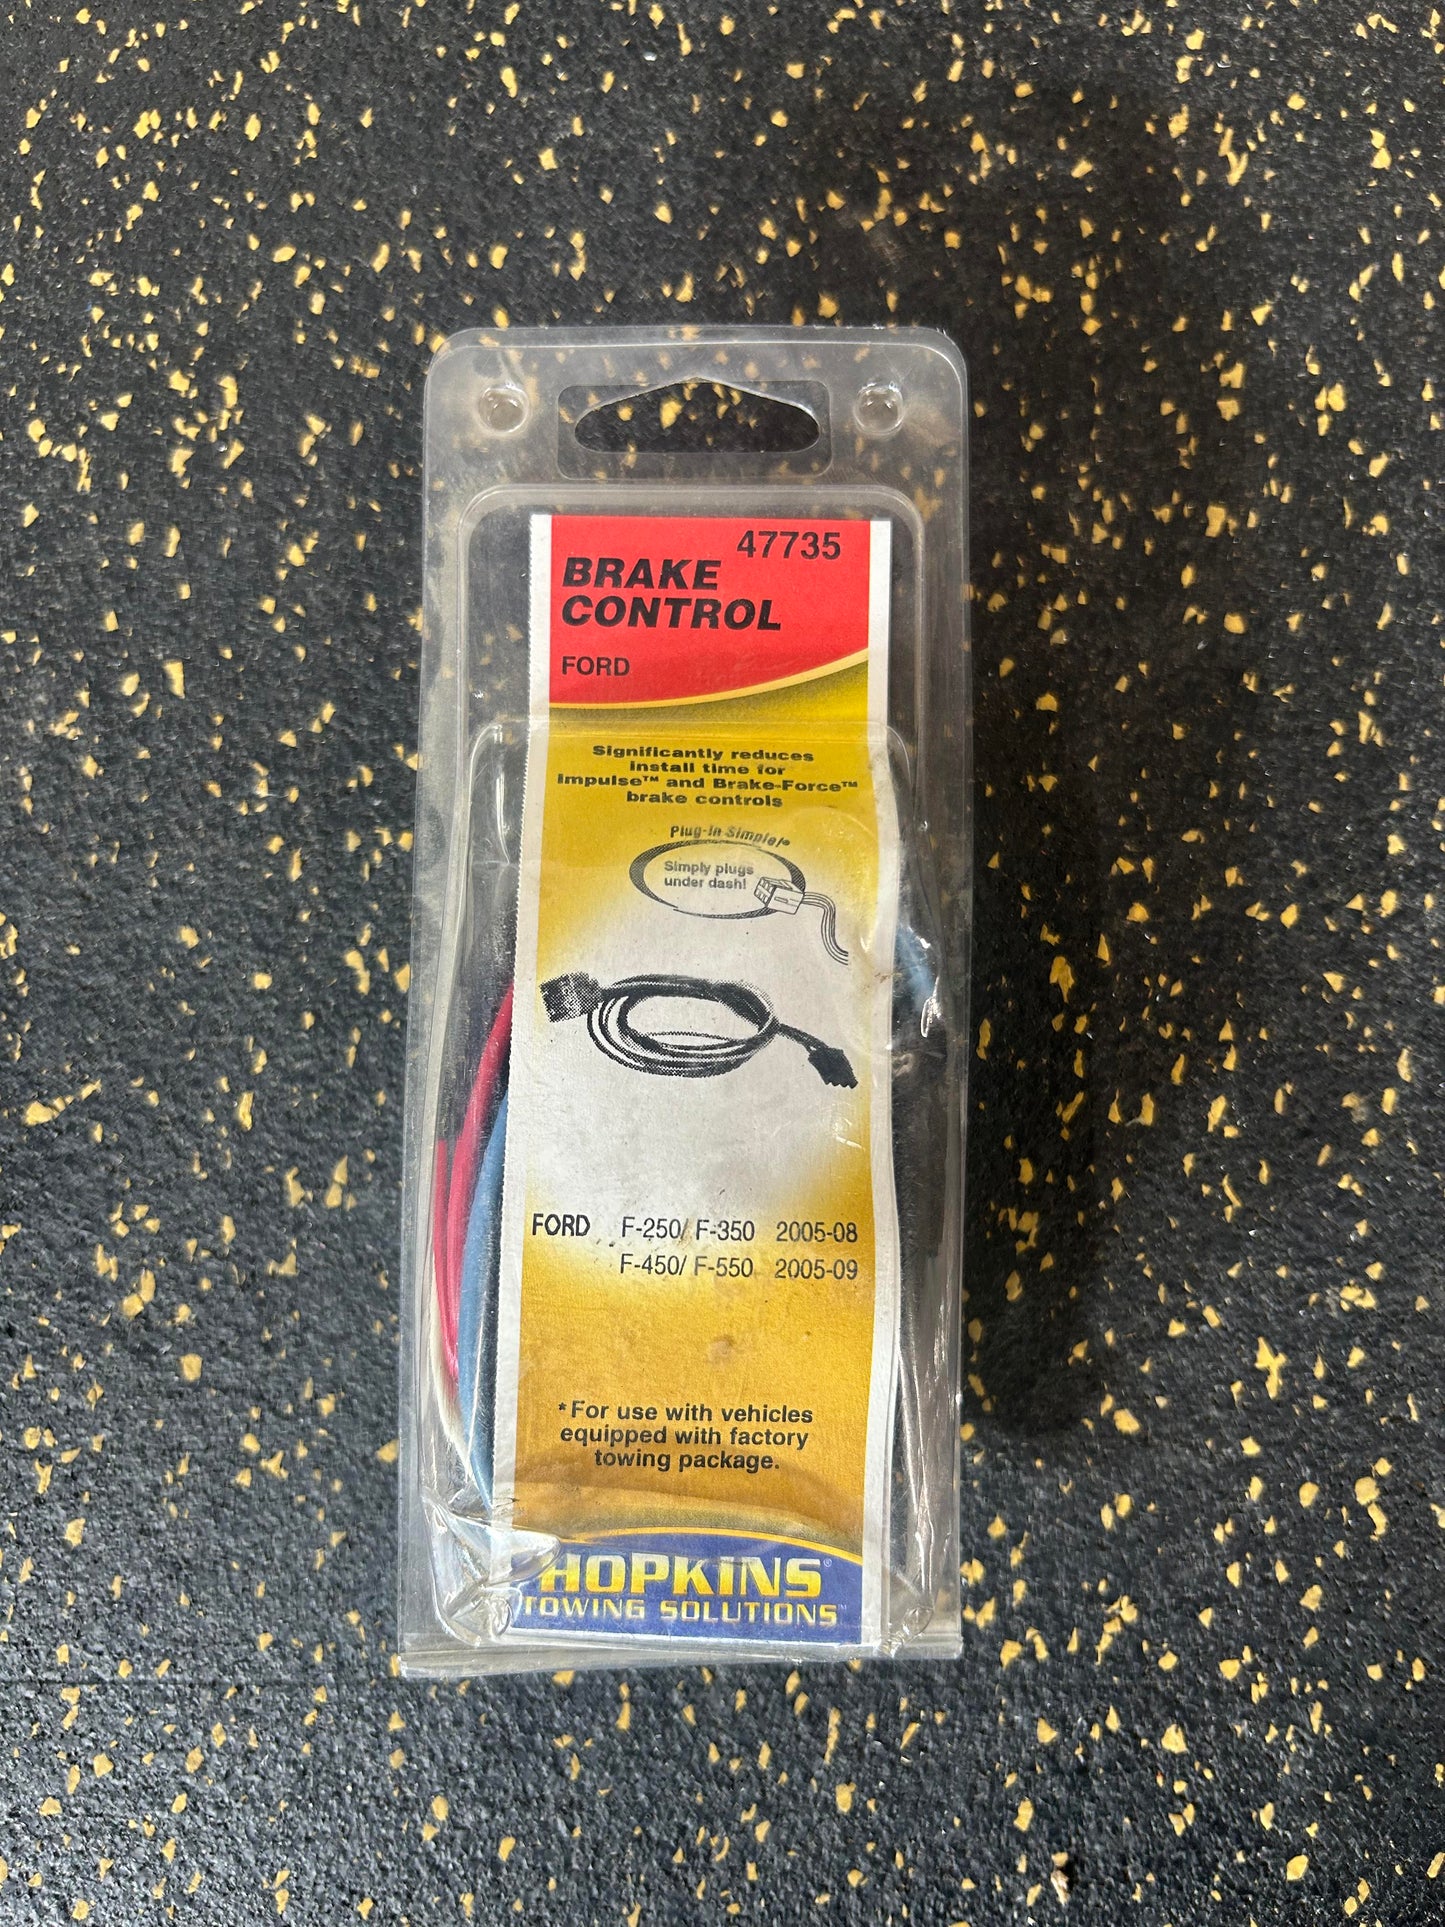 47735
BRAKE
CONTROL
FORD
Significantly reduces
install time for
Impulse™ and Brake-Force™
brake controls
Plug-In Simple!®
Simply plugs
under dash!
FORD F-250/ F-350 2005-08
F-450/ F-550 2005-09
*For use with vehicles
equipped with factory
towing package.
HOPKINS®
TOWING SOLUTIONS™